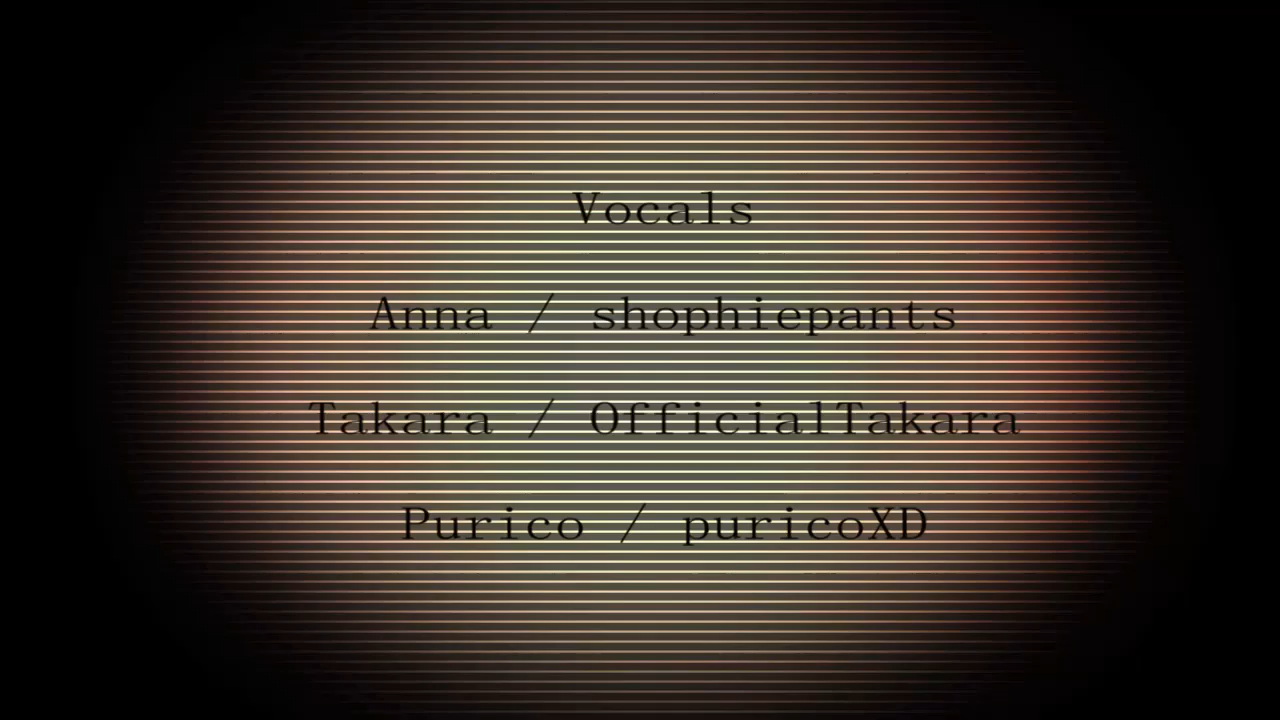 Vocals
Anna / shophiepants
Takara / OfficialTakara
Purico / puricoXD